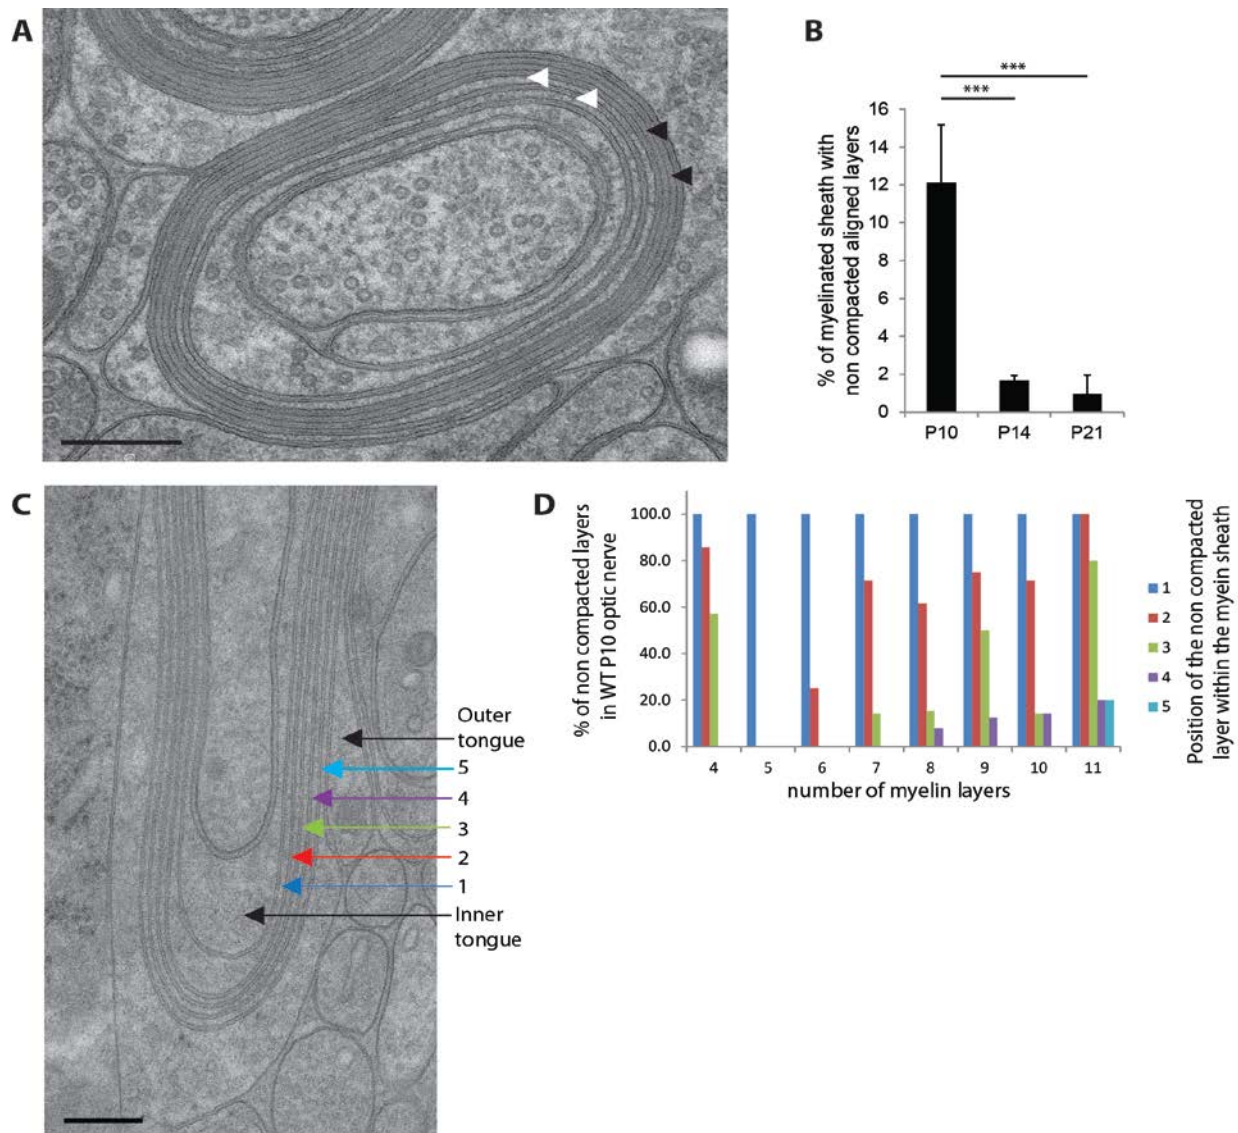 A
B
***
***
% of myelinated sheath with
non compacted aligned layers
16
14
12
10
8
6
4
2
0
P10
P14
P21
C
Outer
tongue
5
4
3
2
1
Inner
tongue
D
% of non compacted layers
in WT P10 optic nerve
100.0
80.0
60.0
40.0
20.0
0.0
4
5
6
7
8
9
10
11
number of myelin layers
1
2
3
4
5
Position of the non compacted
layer within the myein sheath